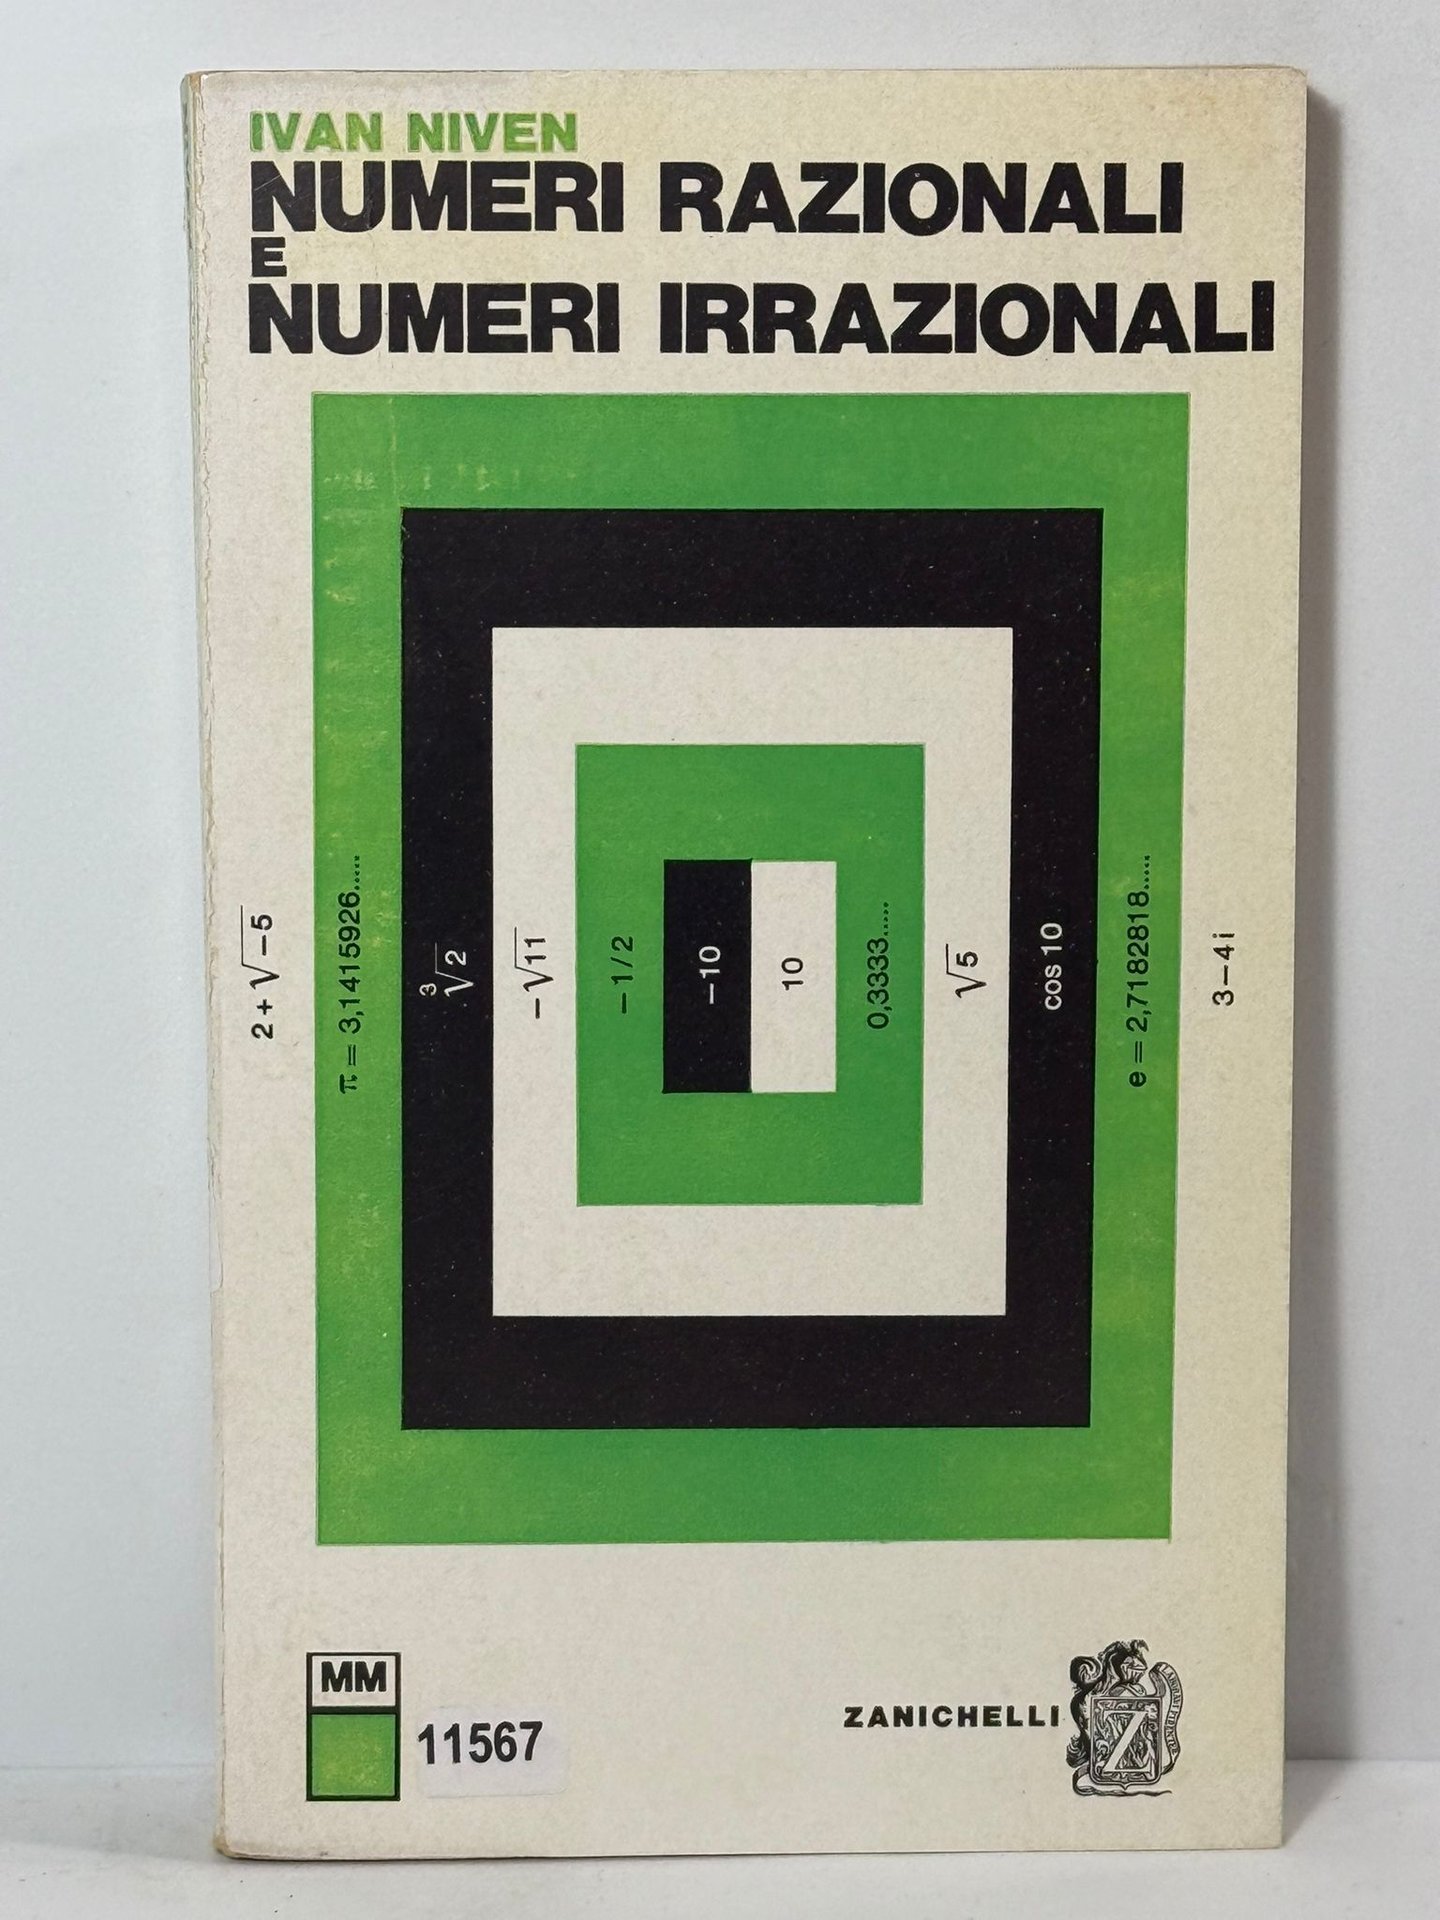 IVAN NIVEN
NUMERI RAZIONALI
E
NUMERI IRRAZIONALI
2+√−5
π = 3,1415926.....
∛2
−√11
−1/2
−10
10
0,3333.....
√5
cos 10
e = 2,7182818.....
3−4i
MM
11567
ZANICHELLI
Z